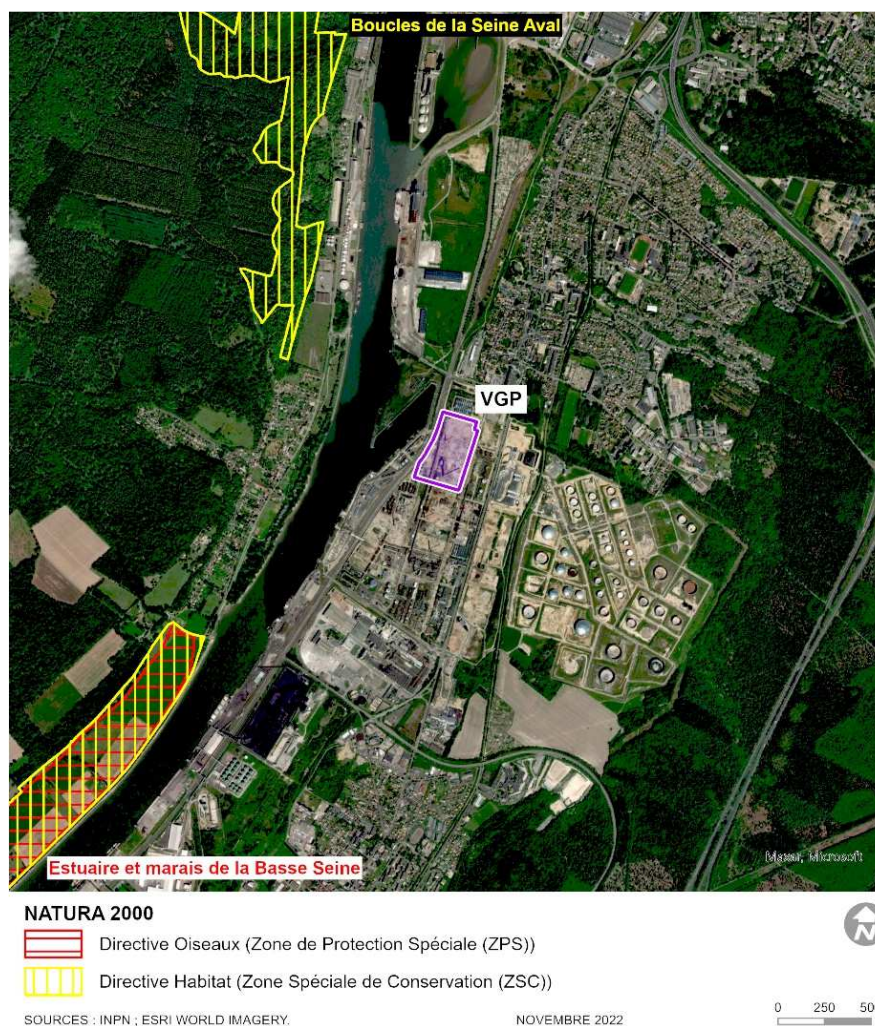 Boucles de la Seine Aval
VGP
Estuaire et marais de la Basse Seine
Maxar, Microsoft
NATURA 2000
Directive Oiseaux (Zone de Protection Spéciale (ZPS))
Directive Habitat (Zone Spéciale de Conservation (ZSC))
N
SOURCES : INPN ; ESRI WORLD IMAGERY.
NOVEMBRE 2022
0 250